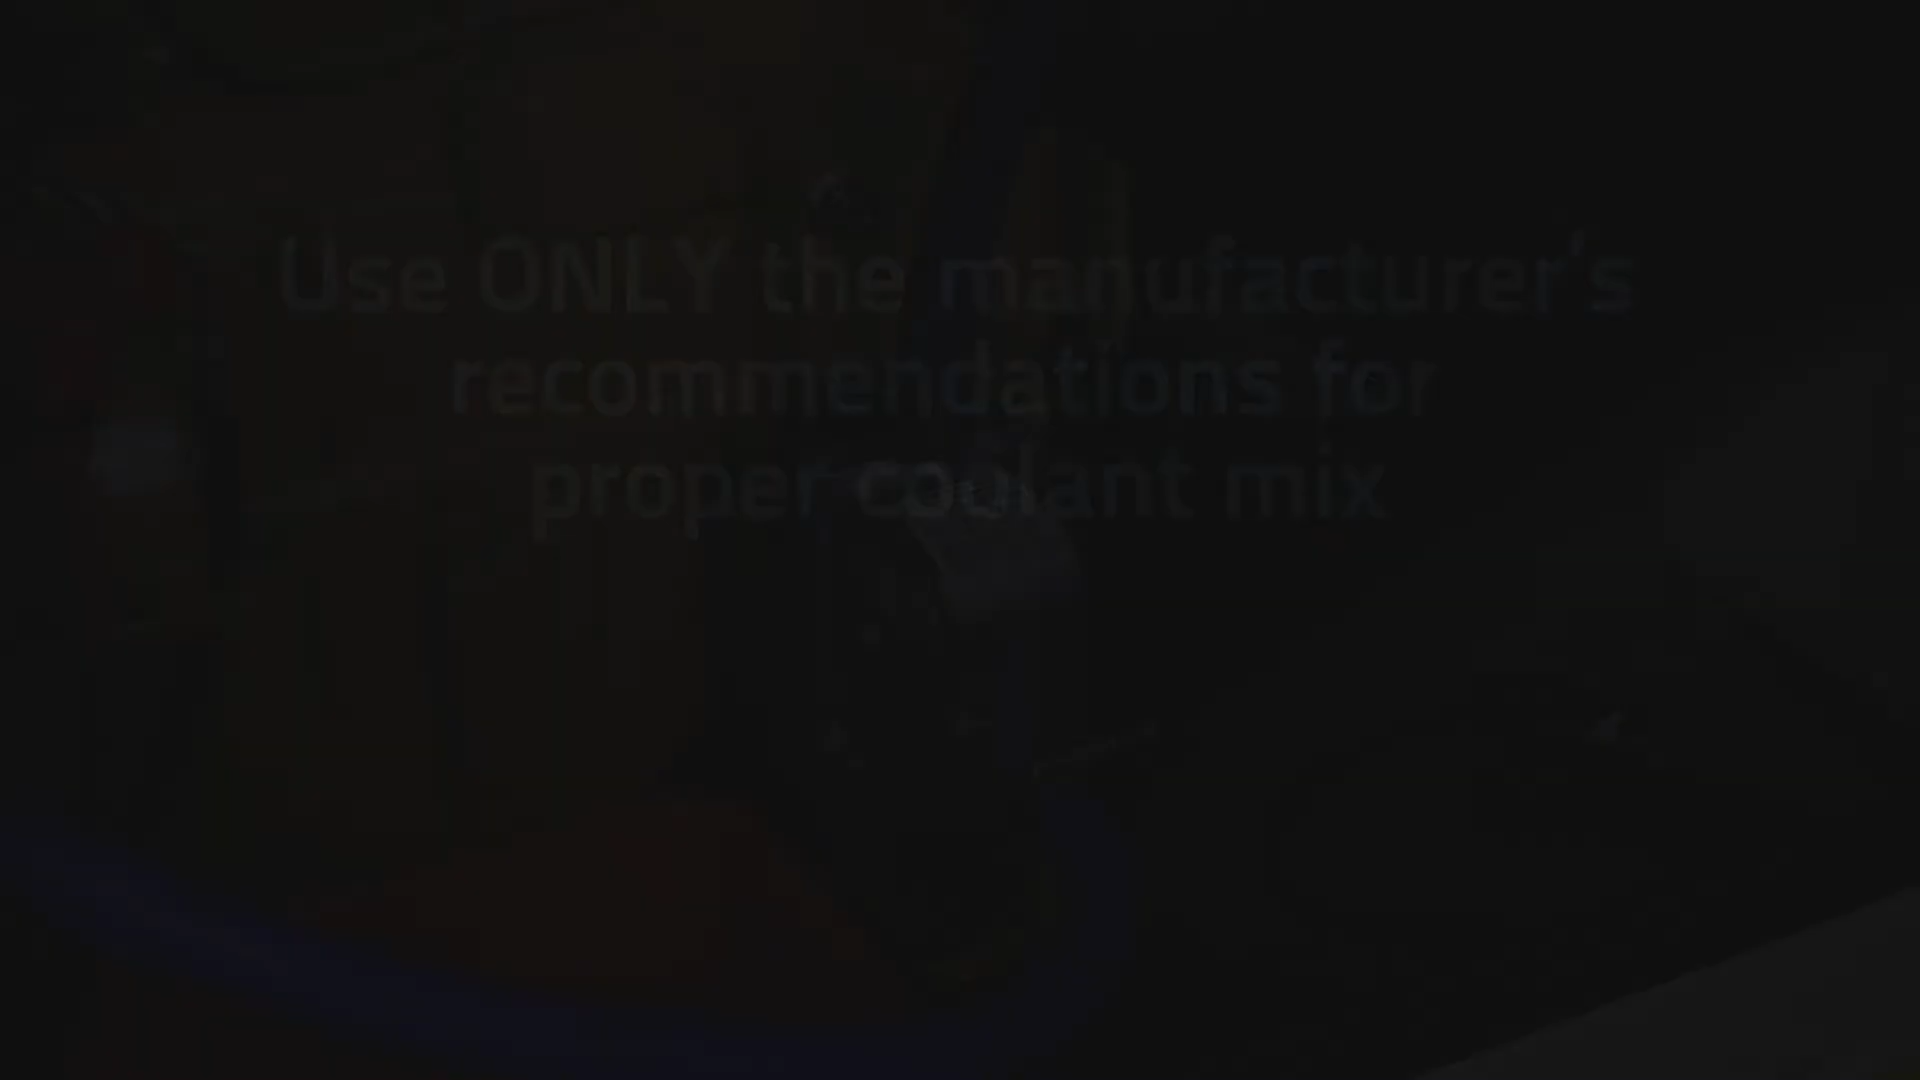 Use ONLY the manufacturer's
recommendations for
proper coolant mix